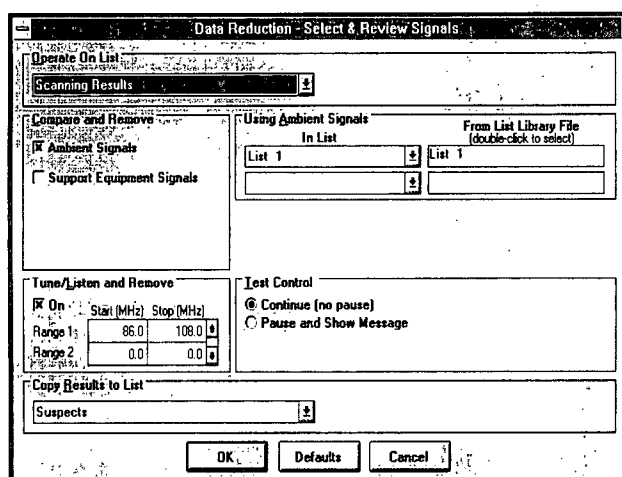 Data Reduction - Select & Review Signals
Operate On List
Scanning Results
Compare and Remove
Ambient Signals
Support Equipment Signals
Using Ambient Signals
In List
From List Library File
(double-click to select)
List 1
List 1
Tune/Listen and Remove
On
Start (MHz) Stop (MHz)
Range 1 86.0 108.0
Range 2 0.0 0.0
Test Control
Continue (no pause)
Pause and Show Message
Copy Results to List
Suspects
OK Defaults Cancel